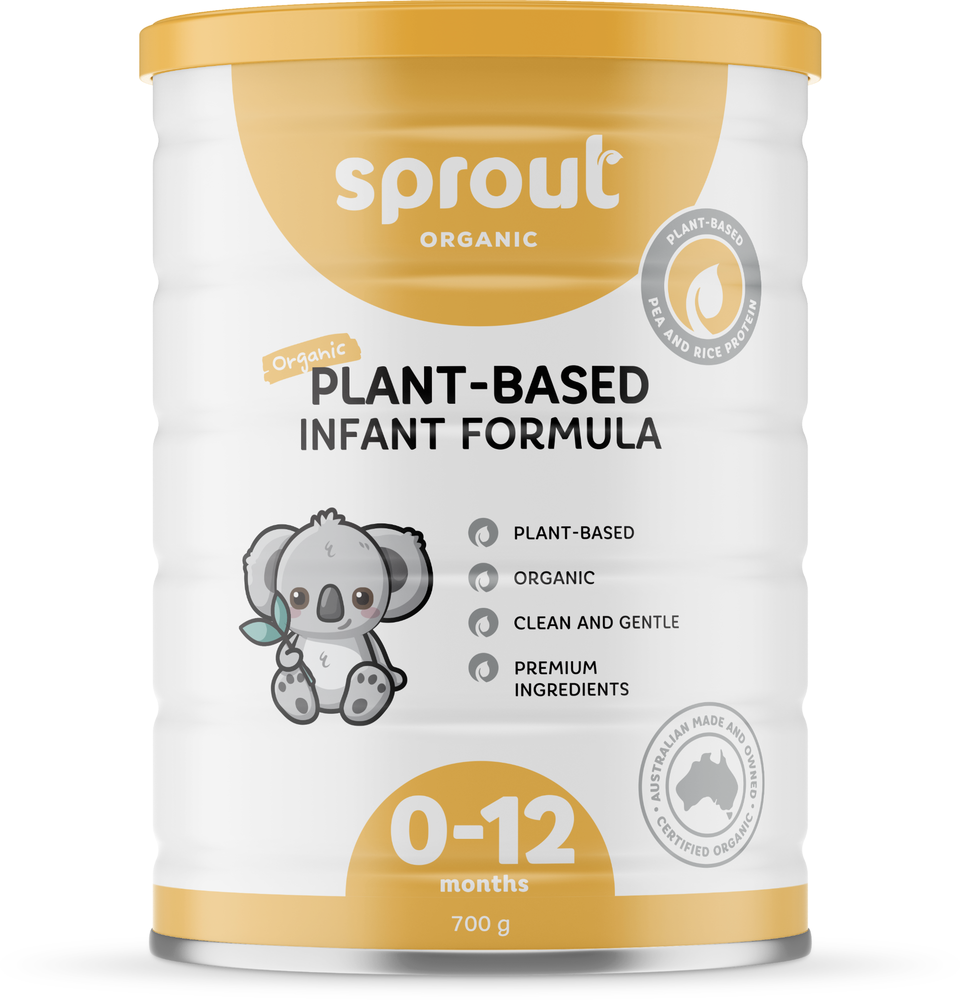 sprout
ORGANIC
PLANT-BASED
PEA AND RICE PROTEIN
Organic
PLANT-BASED
INFANT FORMULA
PLANT-BASED
ORGANIC
CLEAN AND GENTLE
PREMIUM
INGREDIENTS
AUSTRALIAN MADE AND OWNED •
CERTIFIED ORGANIC •
0-12
months
700 g